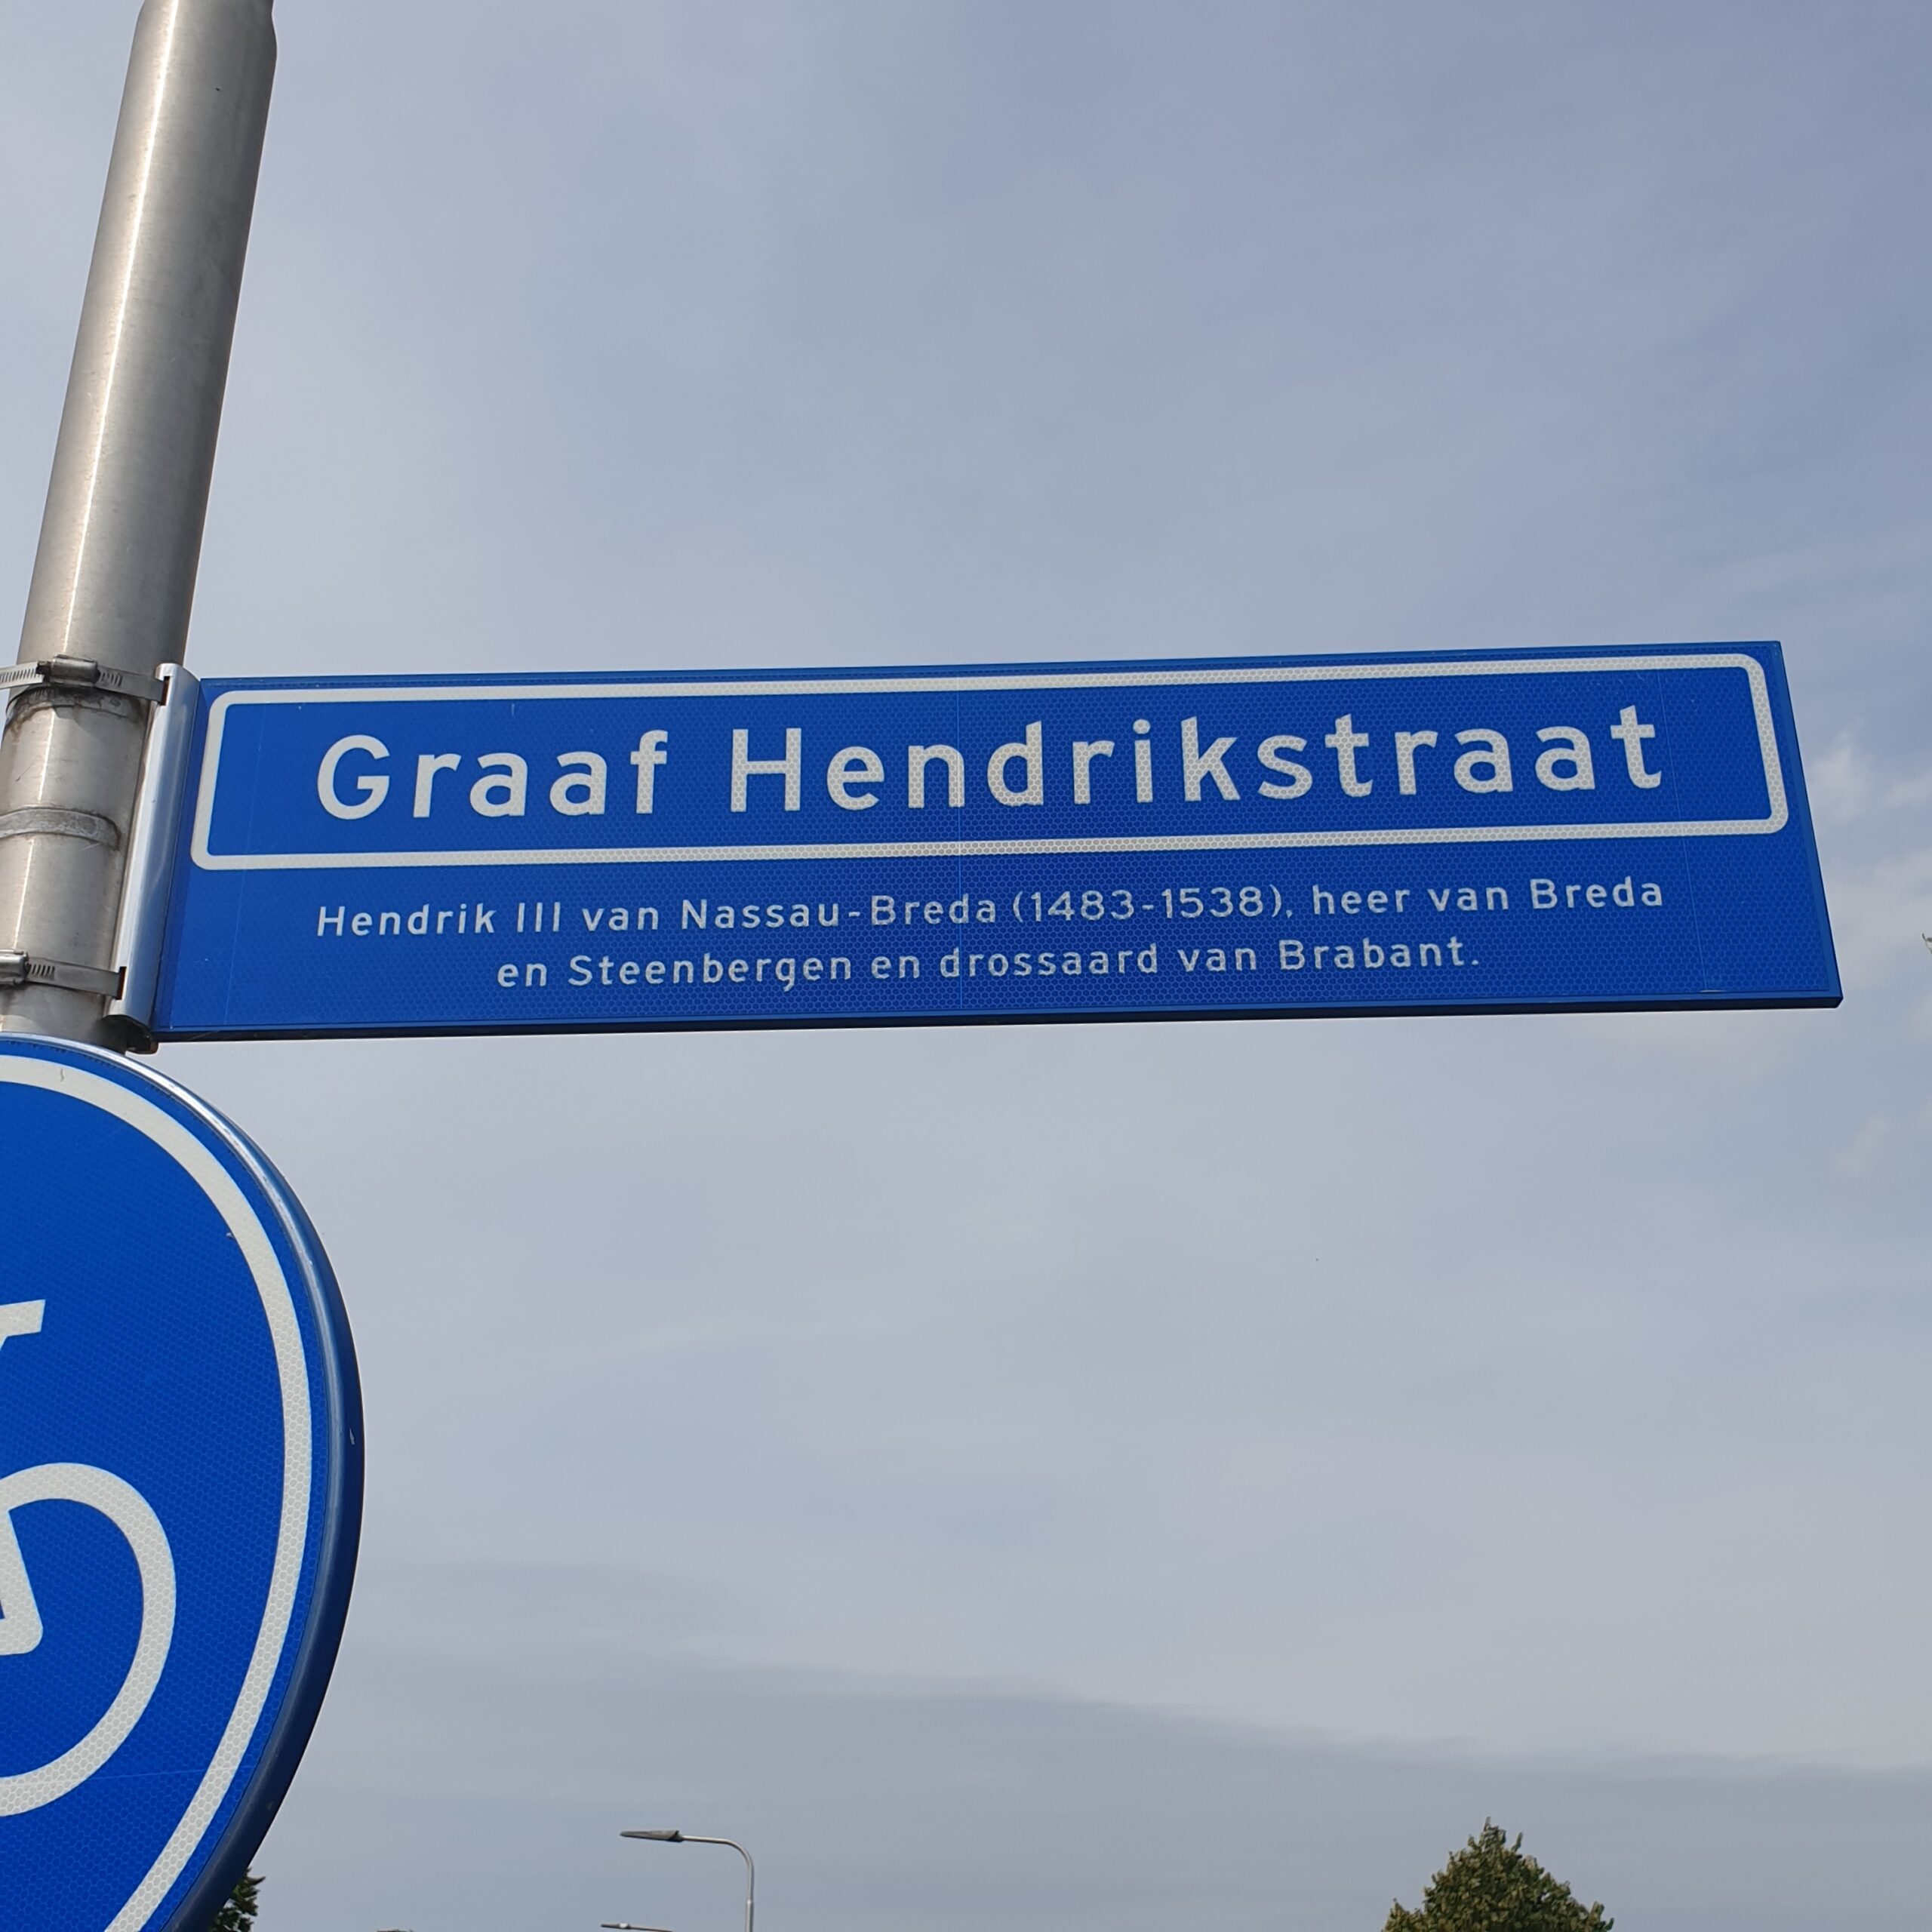 Graaf Hendrikstraat
Hendrik III van Nassau-Breda (1483-1538), heer van Breda
en Steenbergen en drossaard van Brabant.